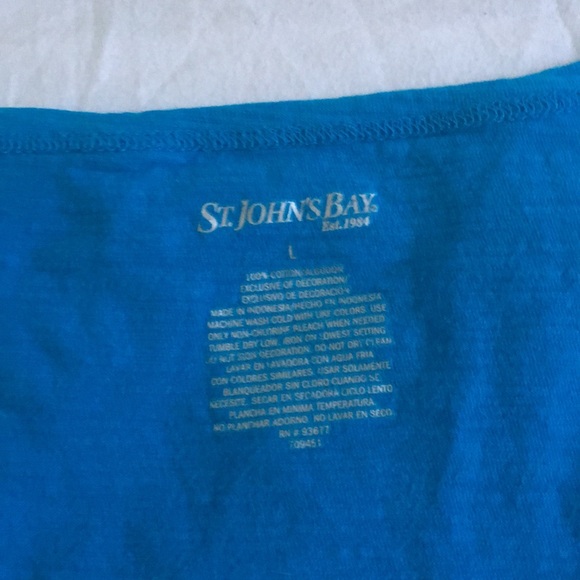 ST. JOHN'S BAY®
Est. 1984
L
100% COTTON/ALGODON
EXCLUSIVE OF DECORATION/
EXCLUSIVO DE DECORACION
MADE IN INDONESIA/HECHO EN INDONESIA
MACHINE WASH COLD WITH LIKE COLORS. USE
ONLY NON-CHLORINE BLEACH WHEN NEEDED.
TUMBLE DRY LOW. IRON ON LOWEST SETTING
DO NOT IRON DECORATION. DO NOT DRY CLEAN
LAVAR EN LAVADORA CON AGUA FRIA
CON COLORES SIMILARES. USAR SOLAMENTE
BLANQUEADOR SIN CLORO CUANDO SE
NECESITE. SECAR EN SECADORA CICLO LENTO
PLANCHA EN MINIMA TEMPERATURA.
NO PLANCHAR ADORNO. NO LAVAR EN SECO.
RN # 93677
709451